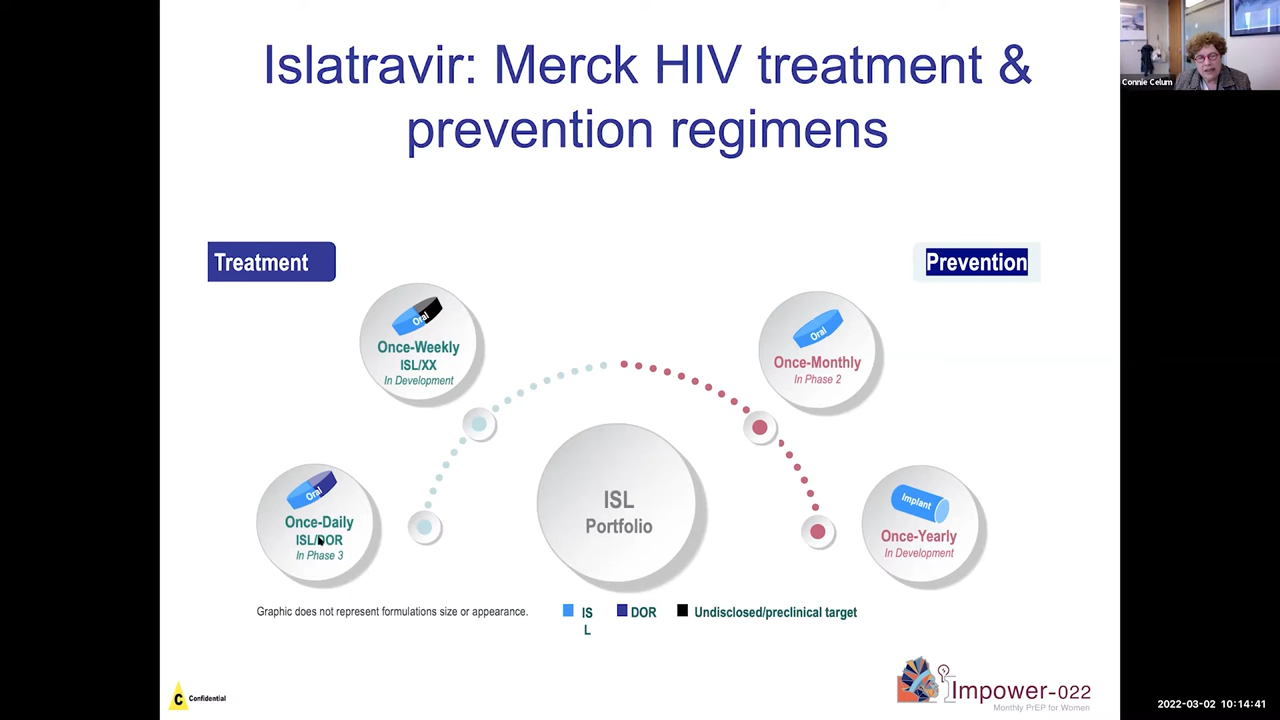 Islatravir: Merck HIV treatment &
prevention regimens
Connie Celum
Treatment
Prevention
Oral
Once-Weekly
ISL/XX
In Development
Oral
Once-Monthly
In Phase 2
Oral
Once-Daily
ISL/DOR
In Phase 3
ISL
Portfolio
Implant
Once-Yearly
In Development
Graphic does not represent formulations size or appearance.
IS
L
DOR
Undisclosed/preclinical target
C
Confidential
Impower-022
Monthly PrEP for Women
2022-03-02 10:14:41